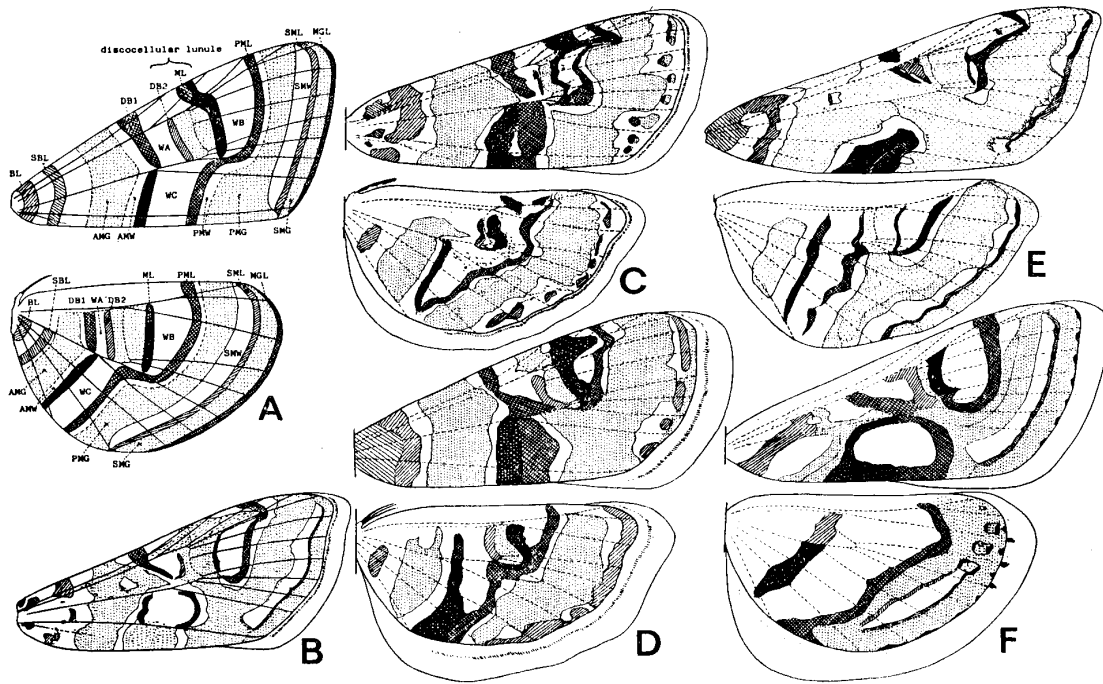 discocellular lunule
SML MGL
PML
ML
DB2
DB1
SMW
WB
WA
SBL
BL
WC
AMG AMW PMW PMG SMG
ML PML SML MGL
SBL
DB1 WA DB2
BL
WB
SMW
AMG
AMW
WC
PMG SMG
A
B
C
D
E
F